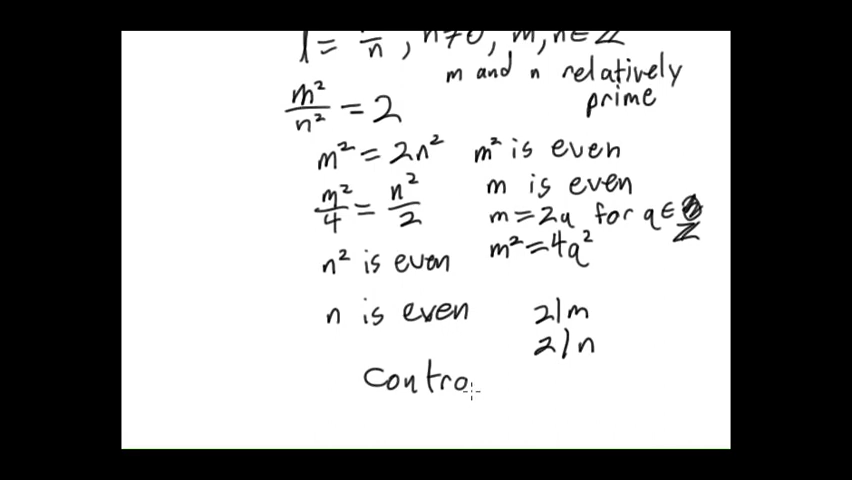 n, n≠0, m, n∈ℤ
m and n relatively
prime
m²/n² = 2
m² = 2n² m² is even
m is even
m²/4 = n²/2 m = 2q for q∈ℤ
m² = 4q²
n² is even
n is even 2|m
2|n
Contra